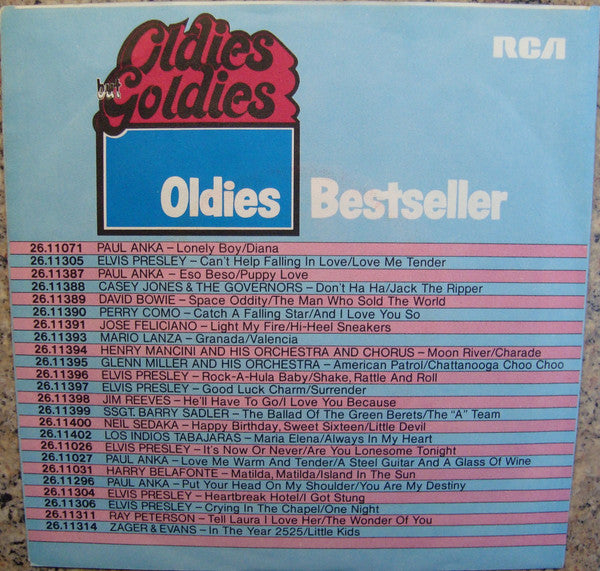 Oldies
but
Goldies
RCA
Oldies Bestseller
26.11071 PAUL ANKA – Lonely Boy/Diana
26.11305 ELVIS PRESLEY – Can't Help Falling In Love/Love Me Tender
26.11387 PAUL ANKA – Eso Beso/Puppy Love
26.11388 CASEY JONES & THE GOVERNORS – Don't Ha Ha/Jack The Ripper
26.11389 DAVID BOWIE – Space Oddity/The Man Who Sold The World
26.11390 PERRY COMO – Catch A Falling Star/And I Love You So
26.11391 JOSE FELICIANO – Light My Fire/Hi-Heel Sneakers
26.11393 MARIO LANZA – Granada/Valencia
26.11394 HENRY MANCINI AND HIS ORCHESTRA AND CHORUS – Moon River/Charade
26.11395 GLENN MILLER AND HIS ORCHESTRA – American Patrol/Chattanooga Choo Choo
26.11396 ELVIS PRESLEY – Rock-A-Hula Baby/Shake, Rattle And Roll
26.11397 ELVIS PRESLEY – Good Luck Charm/Surrender
26.11398 JIM REEVES – He'll Have To Go/I Love You Because
26.11399 SSGT. BARRY SADLER – The Ballad Of The Green Berets/The "A" Team
26.11400 NEIL SEDAKA – Happy Birthday, Sweet Sixteen/Little Devil
26.11402 LOS INDIOS TABAJARAS – Maria Elena/Always In My Heart
26.11026 ELVIS PRESLEY – It's Now Or Never/Are You Lonesome Tonight
26.11027 PAUL ANKA – Love Me Warm And Tender/A Steel Guitar And A Glass Of Wine
26.11031 HARRY BELAFONTE – Matilda, Matilda/Island In The Sun
26.11296 PAUL ANKA – Put Your Head On My Shoulder/You Are My Destiny
26.11304 ELVIS PRESLEY – Heartbreak Hotel/I Got Stung
26.11306 ELVIS PRESLEY – Crying In The Chapel/One Night
26.11311 RAY PETERSON – Tell Laura I Love Her/The Wonder Of You
26.11314 ZAGER & EVANS – In The Year 2525/Little Kids